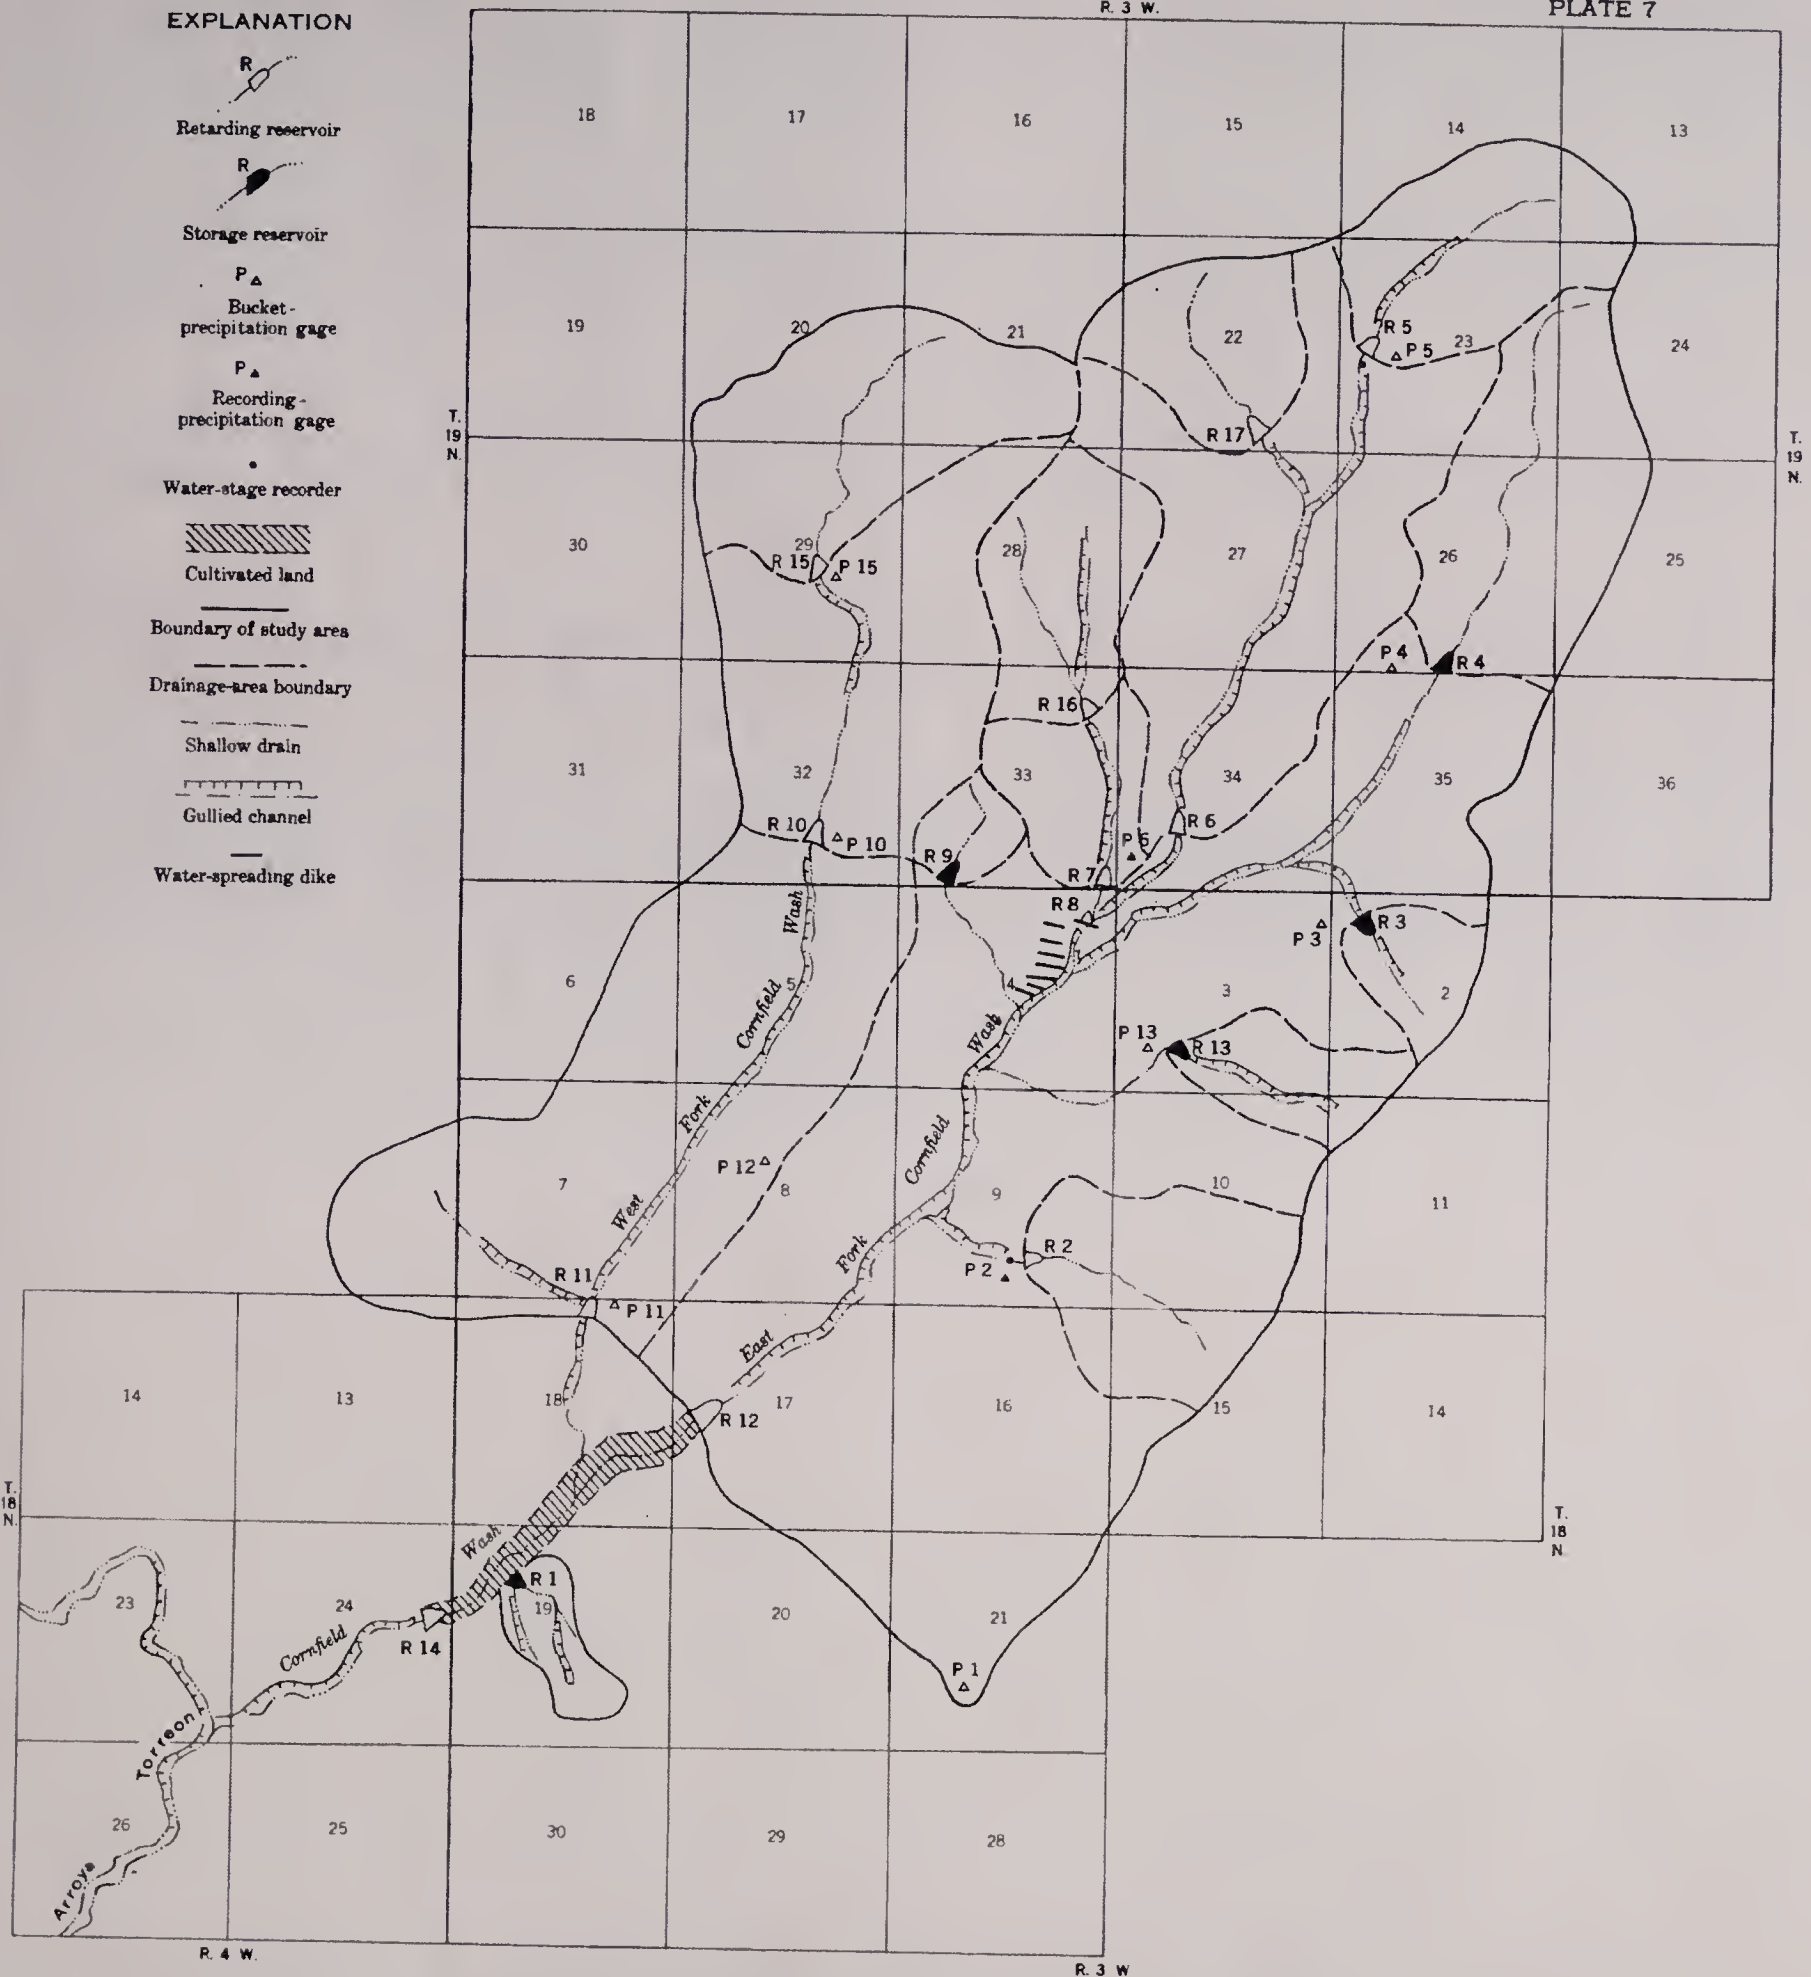 EXPLANATION
R
Retarding reservoir
R
Storage reservoir
P
Bucket-
precipitation gage
P
Recording-
precipitation gage
Water-stage recorder
Cultivated land
Boundary of study area
Drainage-area boundary
Shallow drain
Gullied channel
Water-spreading dike
R. 3 W.
PLATE 7
18
17
16
15
14
13
19
20
21
22
R 5
P 5
23
24
T.
19
N.
R 17
T.
19
N.
30
29
R 15
P 15
28
27
26
25
P 4
R 4
R 16
31
32
33
34
35
36
R 10
P 10
R 9
P 6
R 6
R 7
R 8
Wash
P 3
R 3
6
5
4
3
2
Cornfield
Wash
P 13
R 13
Fork
Cornfield
P 12
7
8
9
10
11
West
Fork
P 2
R 2
R 11
P 11
East
14
13
18
R 12
17
16
15
14
T.
18
N.
T.
18
N.
Wash
R 1
23
24
19
20
21
Cornfield
R 14
P 1
Torreon
26
25
30
29
28
Arroyo
R. 4 W.
R. 3 W